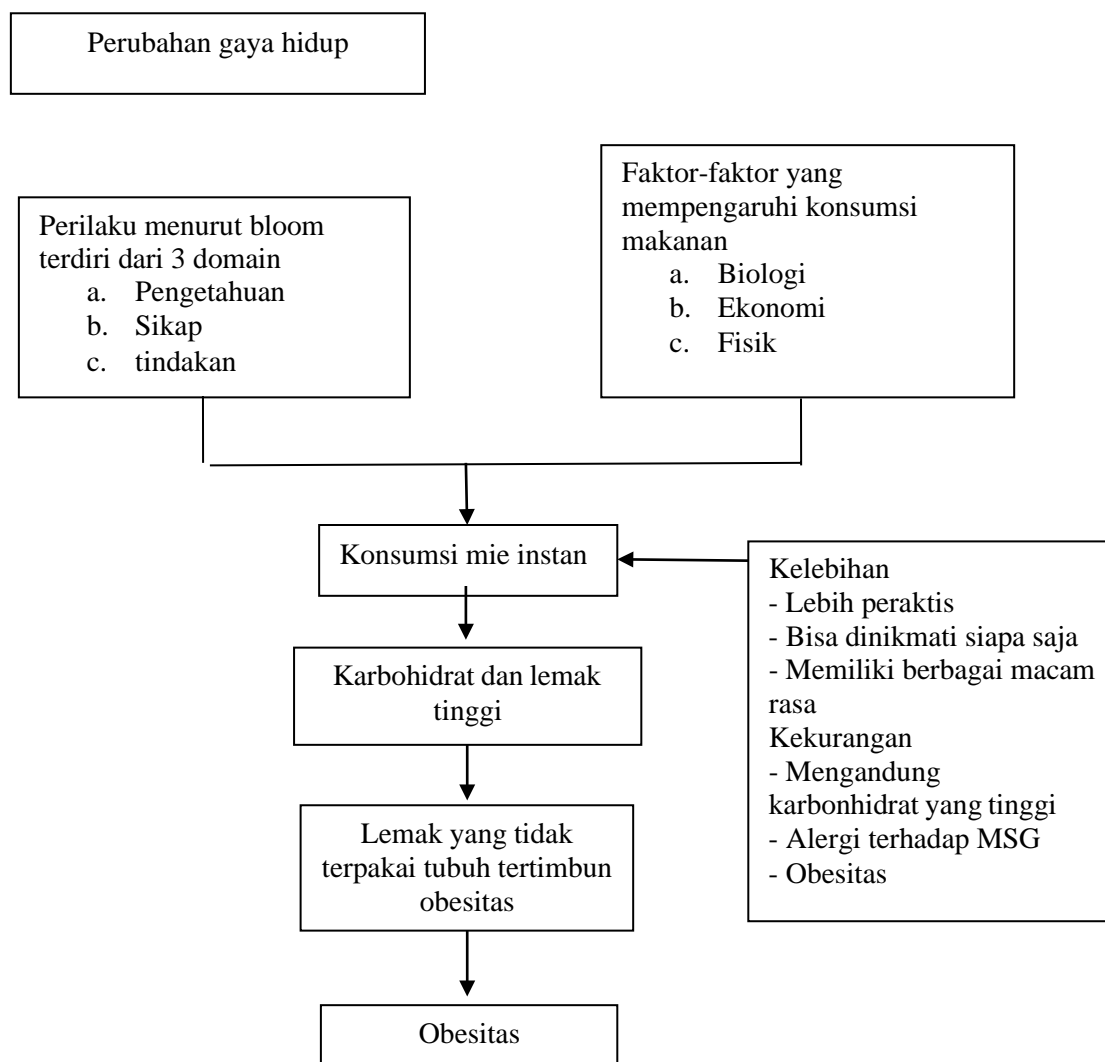 Perubahan gaya hidup
Perilaku menurut bloom
terdiri dari 3 domain
a. Pengetahuan
b. Sikap
c. tindakan
Faktor-faktor yang
mempengaruhi konsumsi
makanan
a. Biologi
b. Ekonomi
c. Fisik
Konsumsi mie instan
Karbohidrat dan lemak
tinggi
Lemak yang tidak
terpakai tubuh tertimbun
obesitas
Obesitas
Kelebihan
- Lebih peraktis
- Bisa dinikmati siapa saja
- Memiliki berbagai macam
rasa
Kekurangan
- Mengandung
karbonhidrat yang tinggi
- Alergi terhadap MSG
- Obesitas